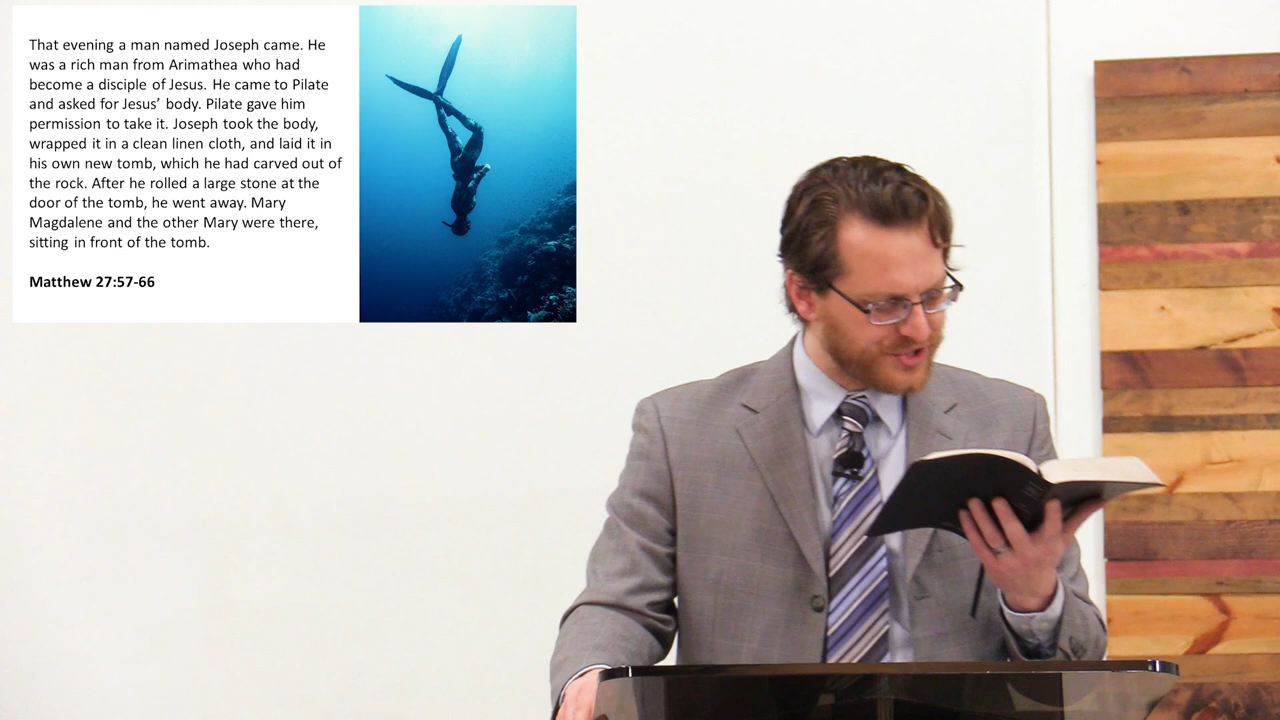 That evening a man named Joseph came. He
was a rich man from Arimathea who had
become a disciple of Jesus. He came to Pilate
and asked for Jesus’ body. Pilate gave him
permission to take it. Joseph took the body,
wrapped it in a clean linen cloth, and laid it in
his own new tomb, which he had carved out of
the rock. After he rolled a large stone at the
door of the tomb, he went away. Mary
Magdalene and the other Mary were there,
sitting in front of the tomb.
Matthew 27:57-66